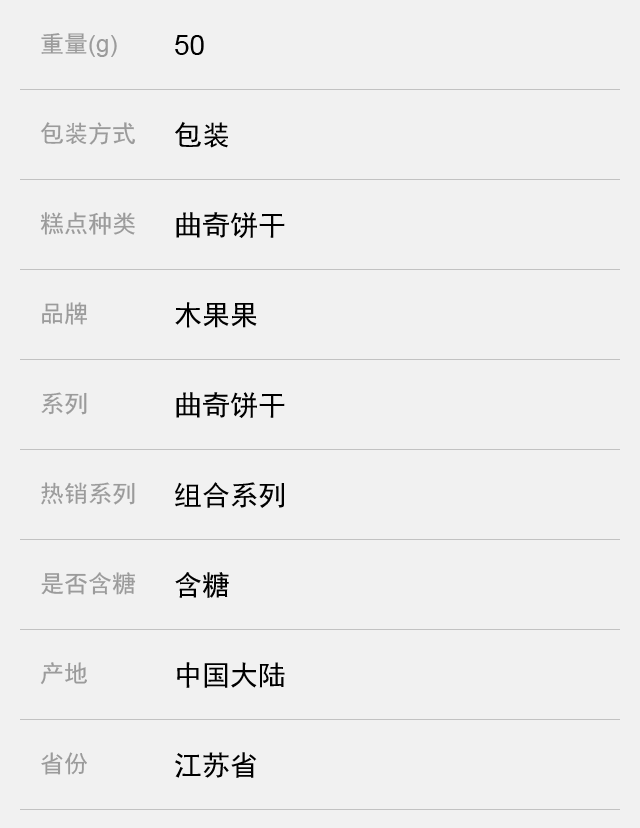 重量(g) 50
包装方式 包装
糕点种类 曲奇饼干
品牌 木果果
系列 曲奇饼干
热销系列 组合系列
是否含糖 含糖
产地 中国大陆
省份 江苏省